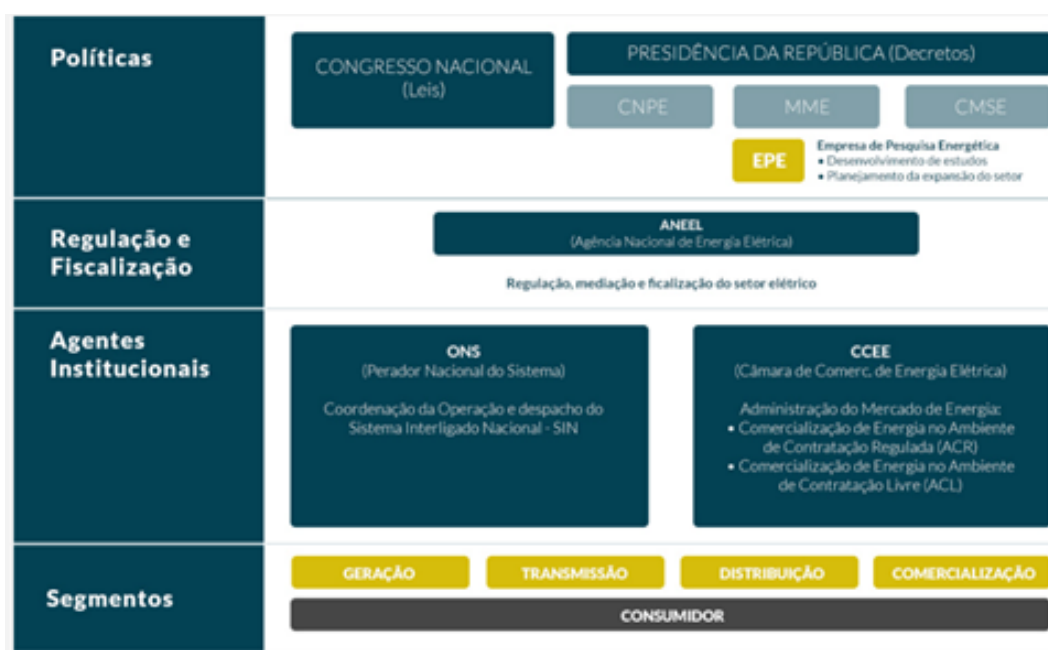 Políticas
CONGRESSO NACIONAL
(Leis)
PRESIDÊNCIA DA REPÚBLICA (Decretos)
CNPE
MME
CMSE
EPE
Empresa de Pesquisa Energética
• Desenvolvimento de estudos
• Planejamento da expansão do setor
Regulação e
Fiscalização
ANEEL
(Agência Nacional de Energia Elétrica)
Regulação, mediação e ficalização do setor elétrico
Agentes
Institucionais
ONS
(Perador Nacional do Sistema)
Coordenação da Operação e despacho do
Sistema Interligado Nacional - SIN
CCEE
(Câmara de Comerc. de Energia Elétrica)
Administração do Mercado de Energia:
• Comercialização de Energia no Ambiente
de Contratação Regulada (ACR)
• Comercialização de Energia no Ambiente
de Contratação Livre (ACL)
Segmentos
GERAÇÃO
TRANSMISSÃO
DISTRIBUIÇÃO
COMERCIALIZAÇÃO
CONSUMIDOR